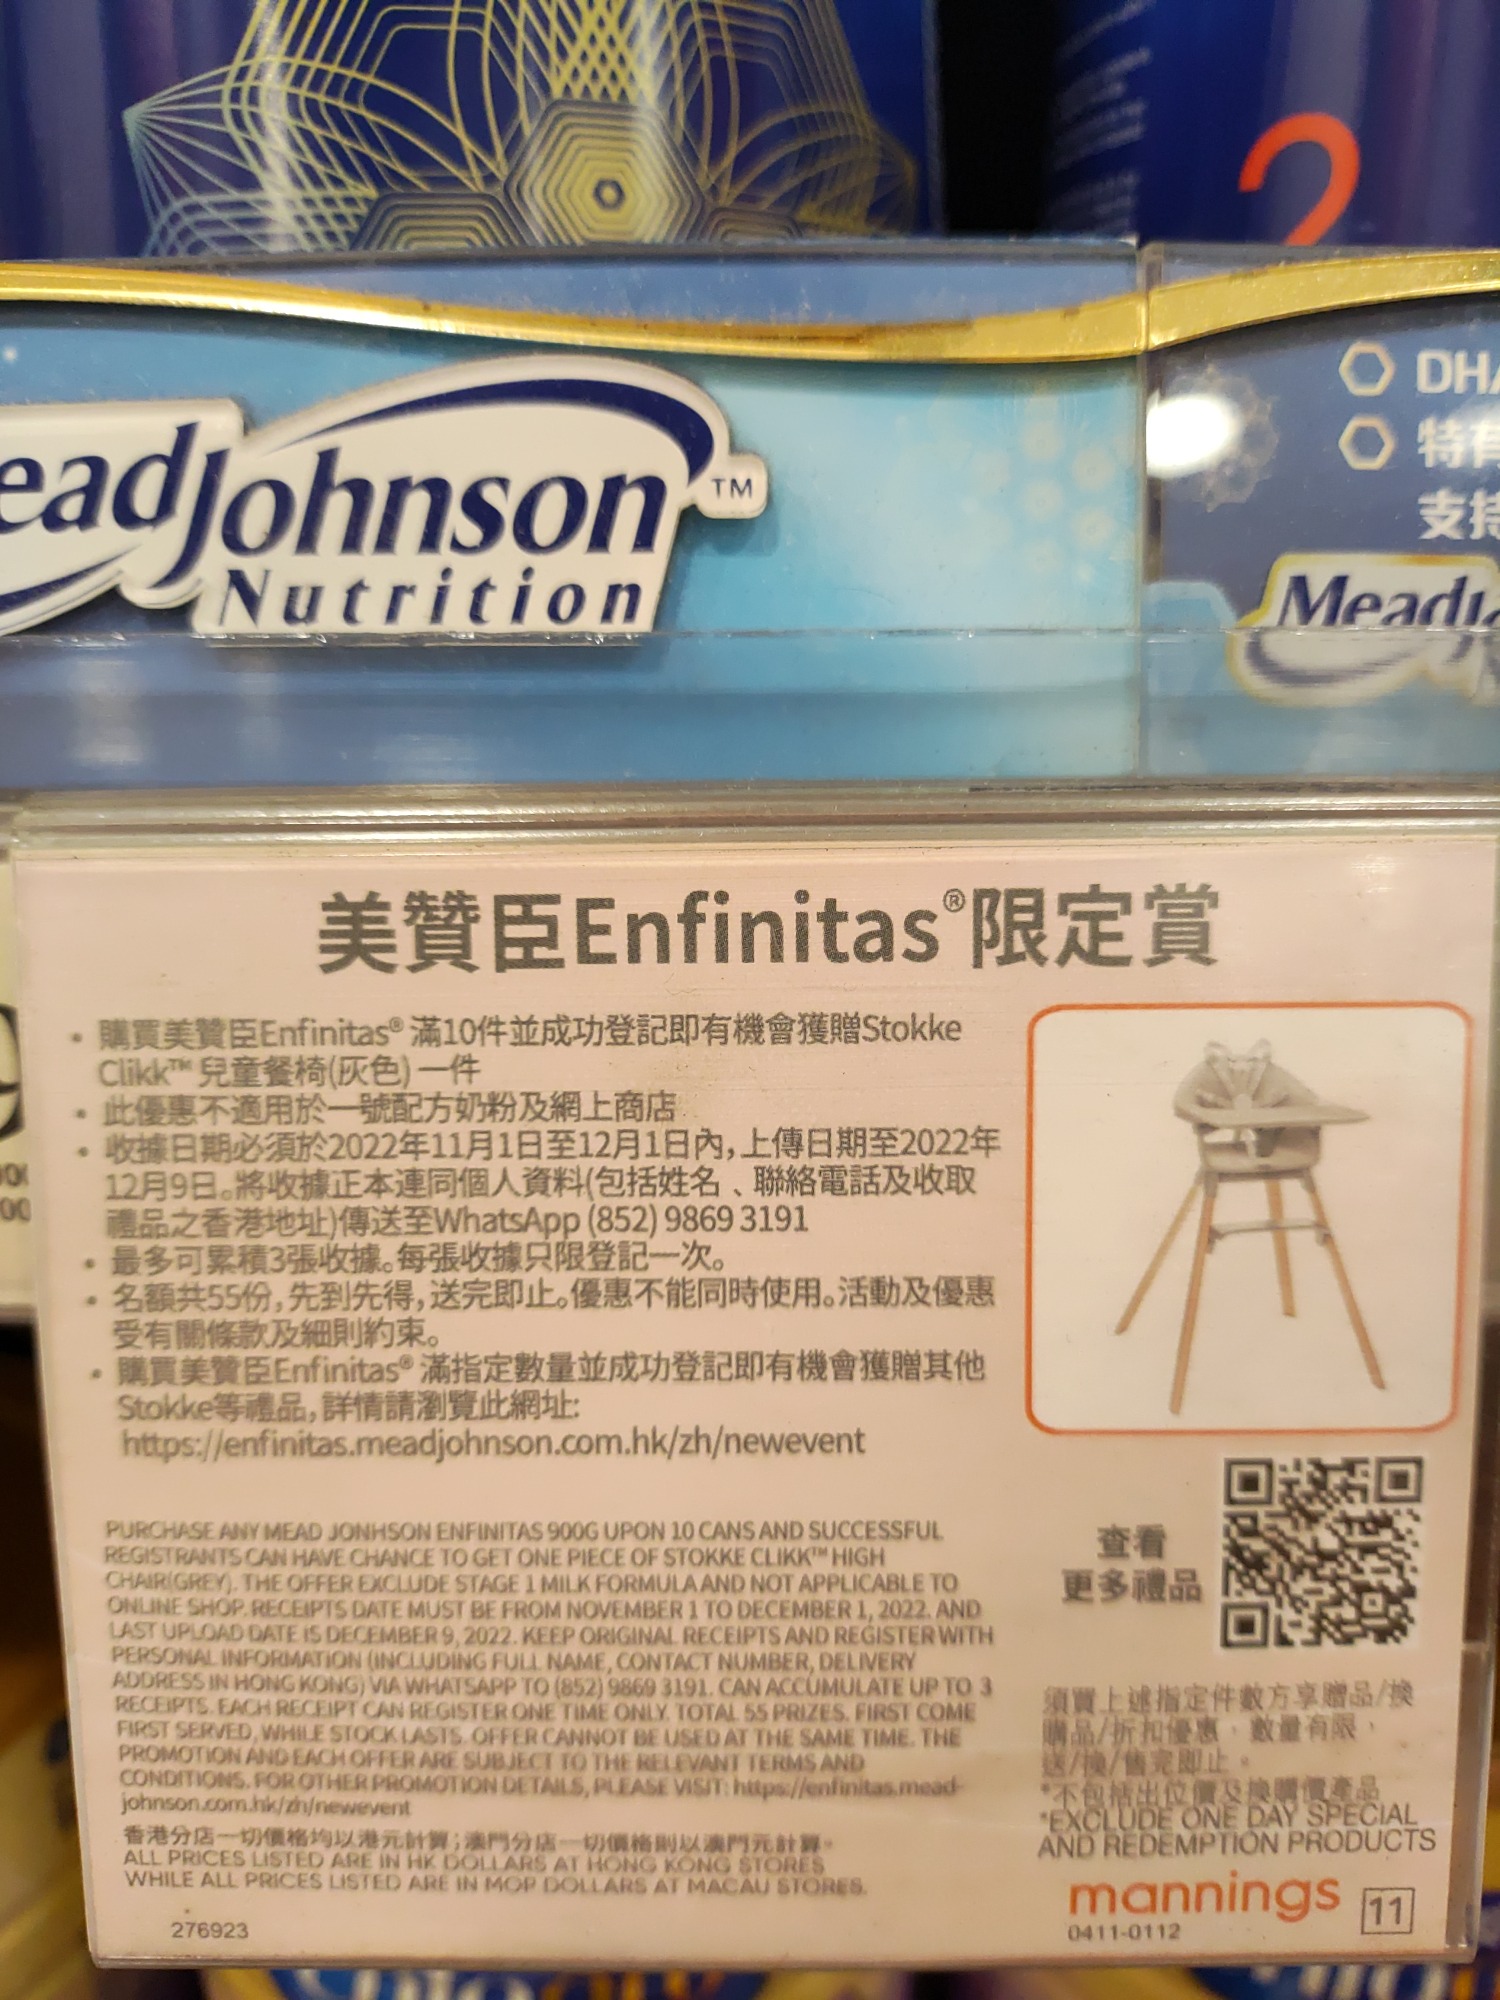 2
eadJohnson™
Nutrition
DHA
特有
支持
MeadJo
美贊臣Enfinitas®限定賞
• 購買美贊臣Enfinitas® 滿10件並成功登記即有機會獲贈Stokke
Clikk™ 兒童餐椅(灰色) 一件
• 此優惠不適用於一號配方奶粉及網上商店
• 收據日期必須於2022年11月1日至12月1日內，上傳日期至2022年
12月9日。將收據正本連同個人資料(包括姓名、聯絡電話及收取
禮品之香港地址)傳送至WhatsApp (852) 9869 3191
• 最多可累積3張收據。每張收據只限登記一次。
• 名額共55份，先到先得，送完即止。優惠不能同時使用。活動及優惠
受有關條款及細則約束。
• 購買美贊臣Enfinitas® 滿指定數量並成功登記即有機會獲贈其他
Stokke等禮品，詳情請瀏覽此網址:
https://enfinitas.meadjohnson.com.hk/zh/newevent
PURCHASE ANY MEAD JONHSON ENFINITAS 900G UPON 10 CANS AND SUCCESSFUL
REGISTRANTS CAN HAVE CHANCE TO GET ONE PIECE OF STOKKE CLIKK™ HIGH
CHAIR(GREY). THE OFFER EXCLUDE STAGE 1 MILK FORMULA AND NOT APPLICABLE TO
ONLINE SHOP. RECEIPTS DATE MUST BE FROM NOVEMBER 1 TO DECEMBER 1, 2022. AND
LAST UPLOAD DATE IS DECEMBER 9, 2022. KEEP ORIGINAL RECEIPTS AND REGISTER WITH
PERSONAL INFORMATION (INCLUDING FULL NAME, CONTACT NUMBER, DELIVERY
ADDRESS IN HONG KONG) VIA WHATSAPP TO (852) 9869 3191. CAN ACCUMULATE UP TO 3
RECEIPTS. EACH RECEIPT CAN REGISTER ONE TIME ONLY. TOTAL 55 PRIZES. FIRST COME
FIRST SERVED, WHILE STOCK LASTS. OFFER CANNOT BE USED AT THE SAME TIME. THE
PROMOTION AND EACH OFFER ARE SUBJECT TO THE RELEVANT TERMS AND
CONDITIONS. FOR OTHER PROMOTION DETAILS, PLEASE VISIT: https://enfinitas.mead-
johnson.com.hk/zh/newevent
香港分店一切價格均以港元計算；澳門分店一切價格則以澳門元計算。
ALL PRICES LISTED ARE IN HK DOLLARS AT HONG KONG STORES
WHILE ALL PRICES LISTED ARE IN MOP DOLLARS AT MACAU STORES.
276923
查看
更多禮品
須買上述指定件數方享贈品/換
購品/折扣優惠，數量有限，
送/換/售完即止。
*不包括出位價及換購價產品
*EXCLUDE ONE DAY SPECIAL
AND REDEMPTION PRODUCTS
mannings
0411-0112
11